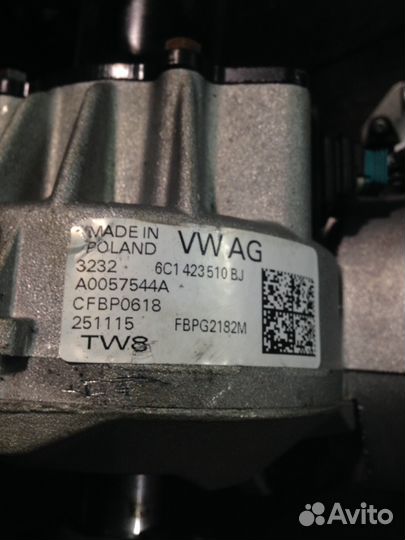 MADE IN
POLAND VW AG
3232 6C1 423 510 BJ
A0057544A
CFBP0618
251115 FBPG2182M
TW8
Avito